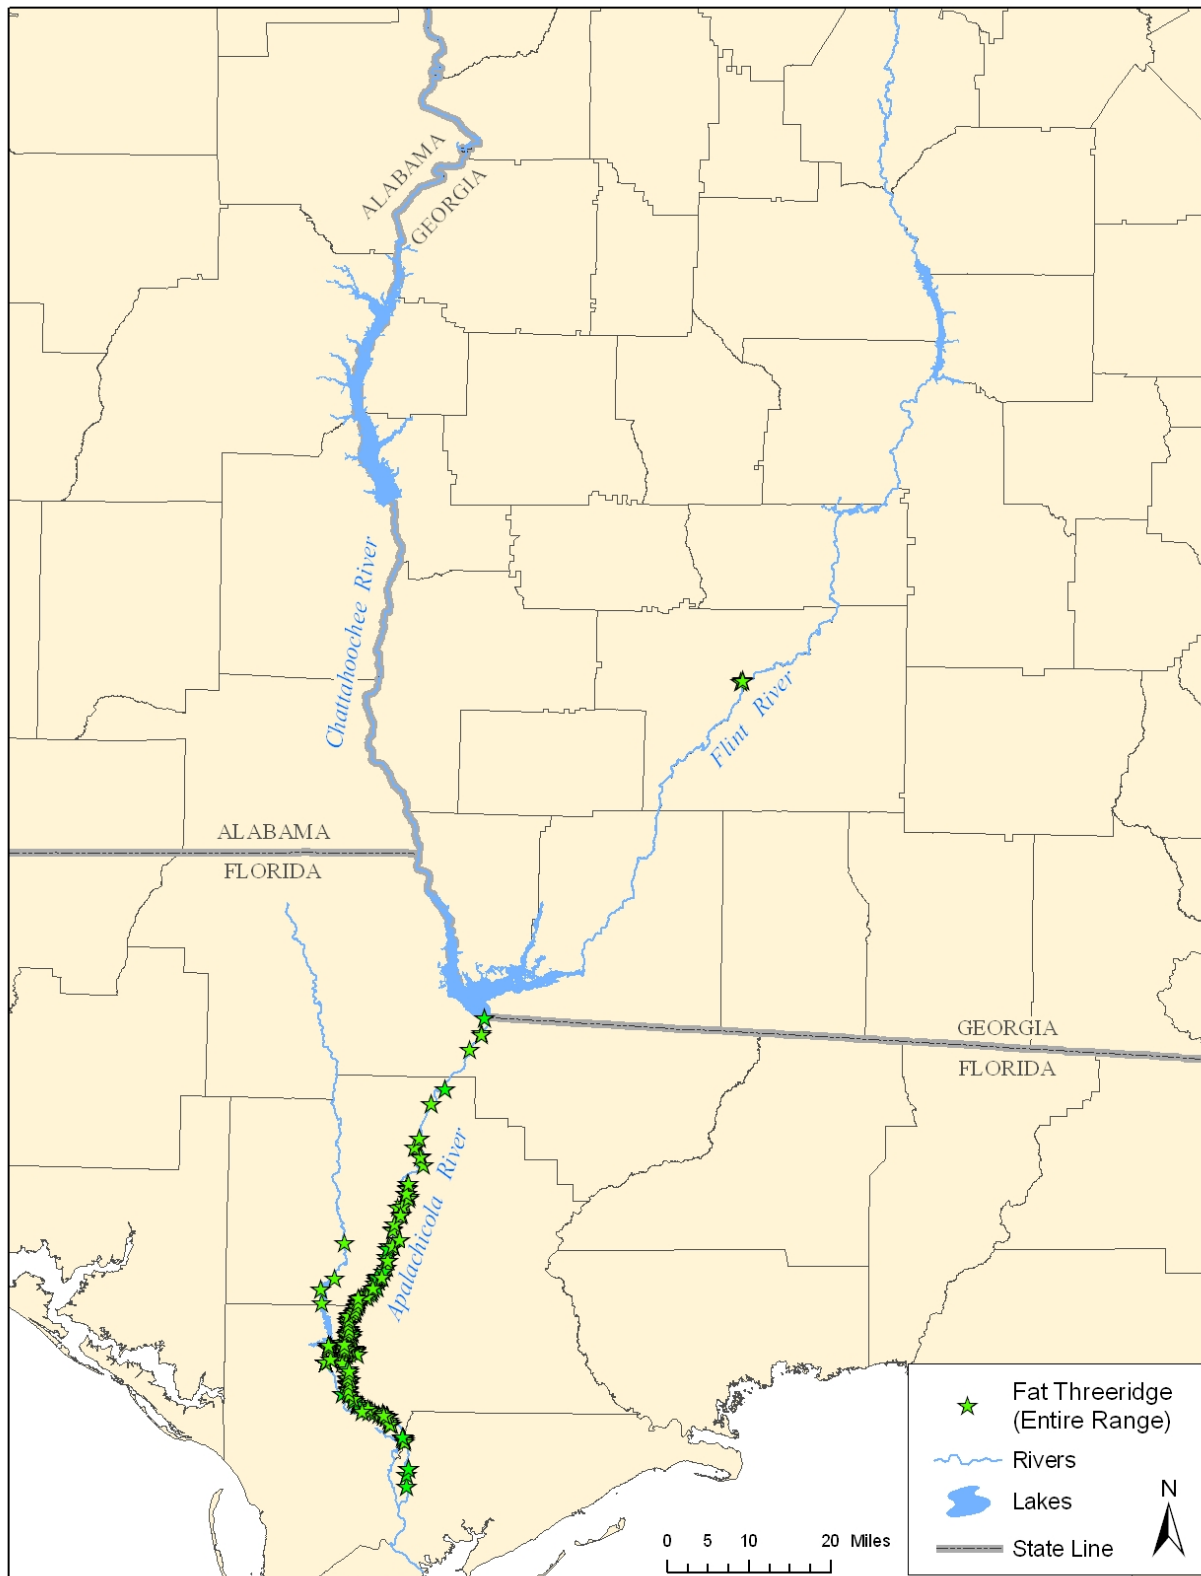 ALABAMA
GEORGIA
Chattahoochee River
Flint River
ALABAMA
FLORIDA
GEORGIA
FLORIDA
Apalachicola River
Fat Threeridge
(Entire Range)
Rivers
Lakes
State Line
N
0 5 10 20 Miles